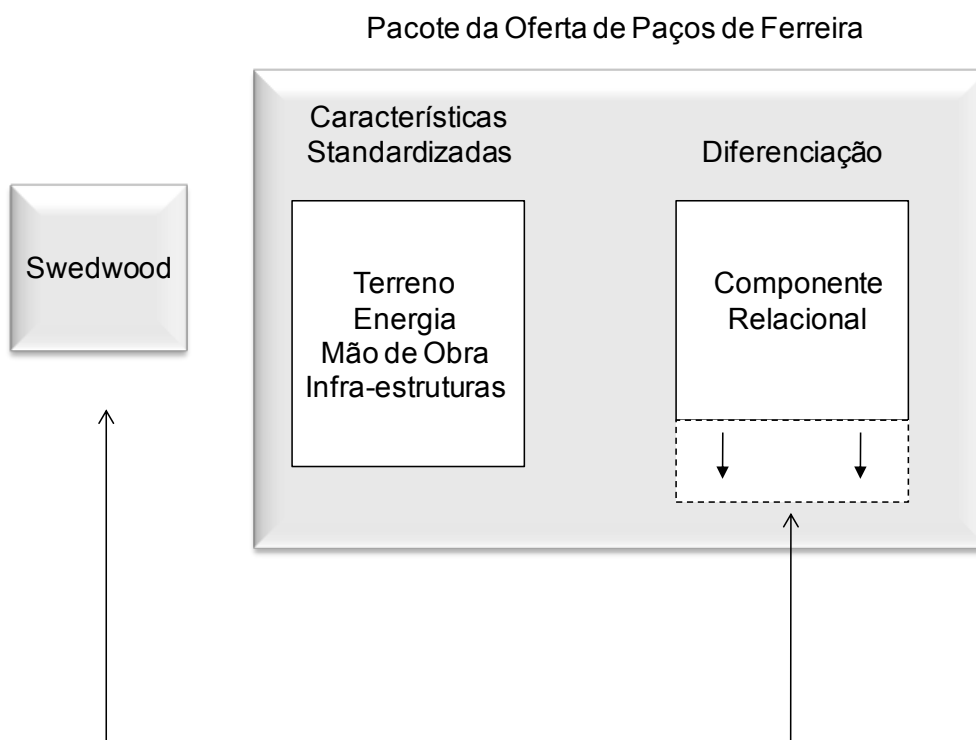 Pacote da Oferta de Paços de Ferreira
Características
Standardizadas
Diferenciação
Swedwood
Terreno
Energia
Mão de Obra
Infra-estruturas
Componente
Relacional